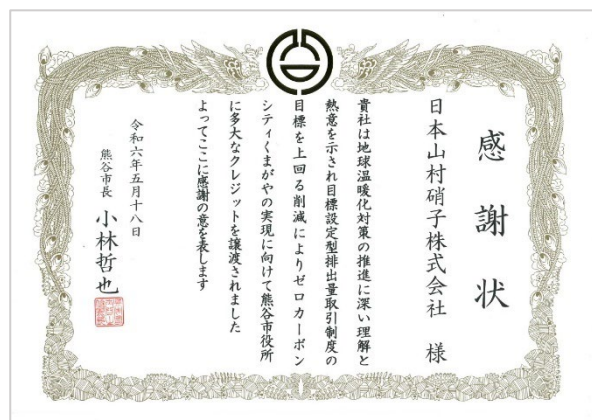 感謝状
日本山村硝子株式会社 様
貴社は地球温暖化対策の推進に深い理解と
熱意を示され目標設定型排出量取引制度の
目標を上回る削減によりゼロカーボン
シティくまがやの実現に向けて熊谷市役所
に多大なクレジットを譲渡されました
よってここに感謝の意を表します
令和六年五月十八日
熊谷市長 小林哲也